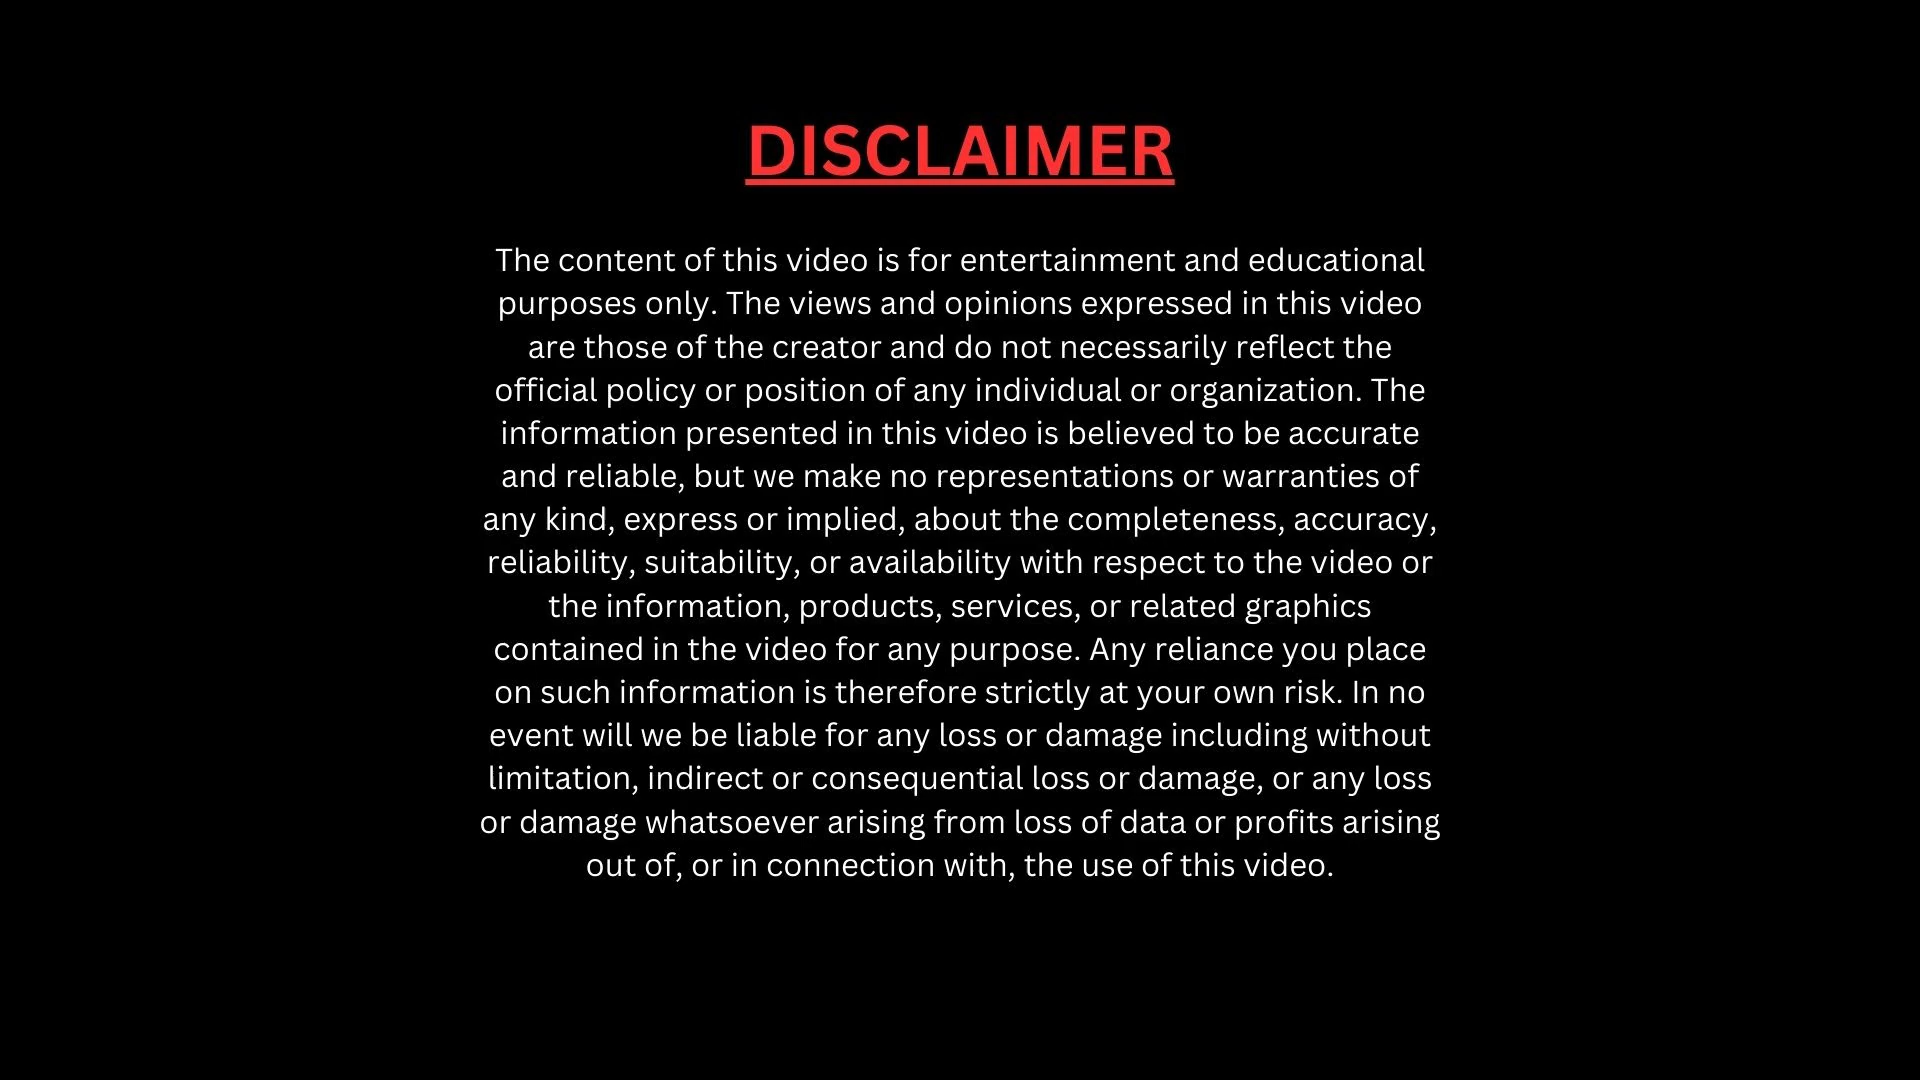 DISCLAIMER
The content of this video is for entertainment and educational
purposes only. The views and opinions expressed in this video
are those of the creator and do not necessarily reflect the
official policy or position of any individual or organization. The
information presented in this video is believed to be accurate
and reliable, but we make no representations or warranties of
any kind, express or implied, about the completeness, accuracy,
reliability, suitability, or availability with respect to the video or
the information, products, services, or related graphics
contained in the video for any purpose. Any reliance you place
on such information is therefore strictly at your own risk. In no
event will we be liable for any loss or damage including without
limitation, indirect or consequential loss or damage, or any loss
or damage whatsoever arising from loss of data or profits arising
out of, or in connection with, the use of this video.